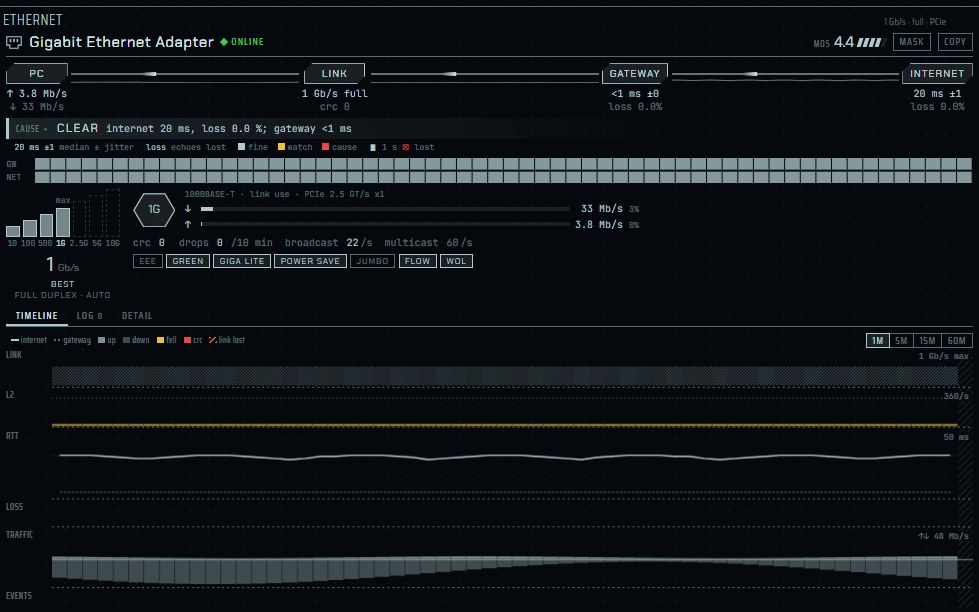 ETHERNET
1 Gb/s · full · PCIe
Gigabit Ethernet Adapter ◆ ONLINE
MOS 4.4 MASK COPY
PC LINK GATEWAY INTERNET
↑ 3.8 Mb/s 1 Gb/s full <1 ms ±0 20 ms ±1
↓ 33 Mb/s crc 0 loss 0.0% loss 0.0%
CAUSE CLEAR internet 20 ms, loss 0.0 %; gateway <1 ms
20 ms ±1 median ± jitter loss echoes lost fine watch cause 1 s lost
GW
NET
max
10 100 500 1G 2.5G 5G 10G
1 Gb/s
BEST
FULL DUPLEX · AUTO
1G
1000BASE-T · link use · PCIe 2.5 GT/s x1
↓ 33 Mb/s 3%
↑ 3.8 Mb/s 0%
crc 0 drops 0 /10 min broadcast 22/s multicast 60/s
EEE GREEN GIGA LITE POWER SAVE JUMBO FLOW WOL
TIMELINE LOG 0 DETAIL
internet gateway up down fell crc link lost
1M 5M 15M 60M
LINK 1 Gb/s max
L2 360/s
RTT 50 ms
LOSS
TRAFFIC ↑↓ 48 Mb/s
EVENTS